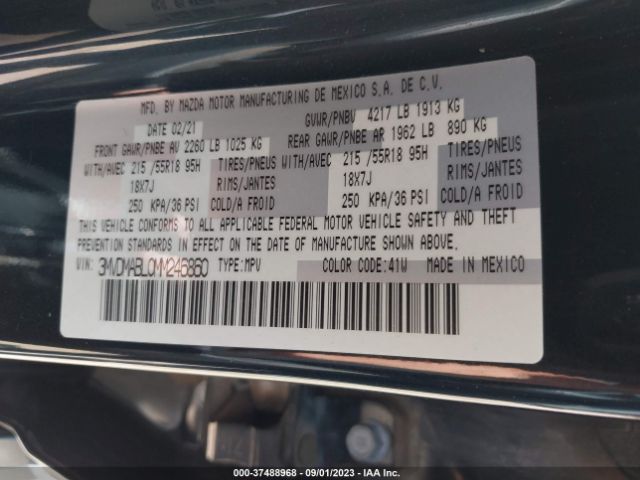 MFD. BY MAZDA MOTOR MANUFACTURING DE MEXICO S.A. DE C.V.
DATE 02/21 GVWR/PNBV 4217 LB 1913 KG
FRONT GAWR/PNBE AV 2260 LB 1025 KG REAR GAWR/PNBE AR 1962 LB 890 KG
WITH/AVEC 215 /55R18 95H TIRES/PNEUS WITH/AVEC 215 /55R18 95H TIRES/PNEUS
18X7J RIMS/JANTES 18X7J RIMS/JANTES
250 KPA/36 PSI COLD/A FROID 250 KPA/36 PSI COLD/A FROID
THIS VEHICLE CONFORMS TO ALL APPLICABLE FEDERAL MOTOR VEHICLE SAFETY AND THEFT
PREVENTION STANDARDS IN EFFECT ON THE DATE OF MANUFACTURE SHOWN ABOVE.
VIN: 3MVDMABL0MM246860 TYPE:MPV COLOR CODE:41W MADE IN MEXICO
000-37488968 - 09/01/2023 - IAA Inc.